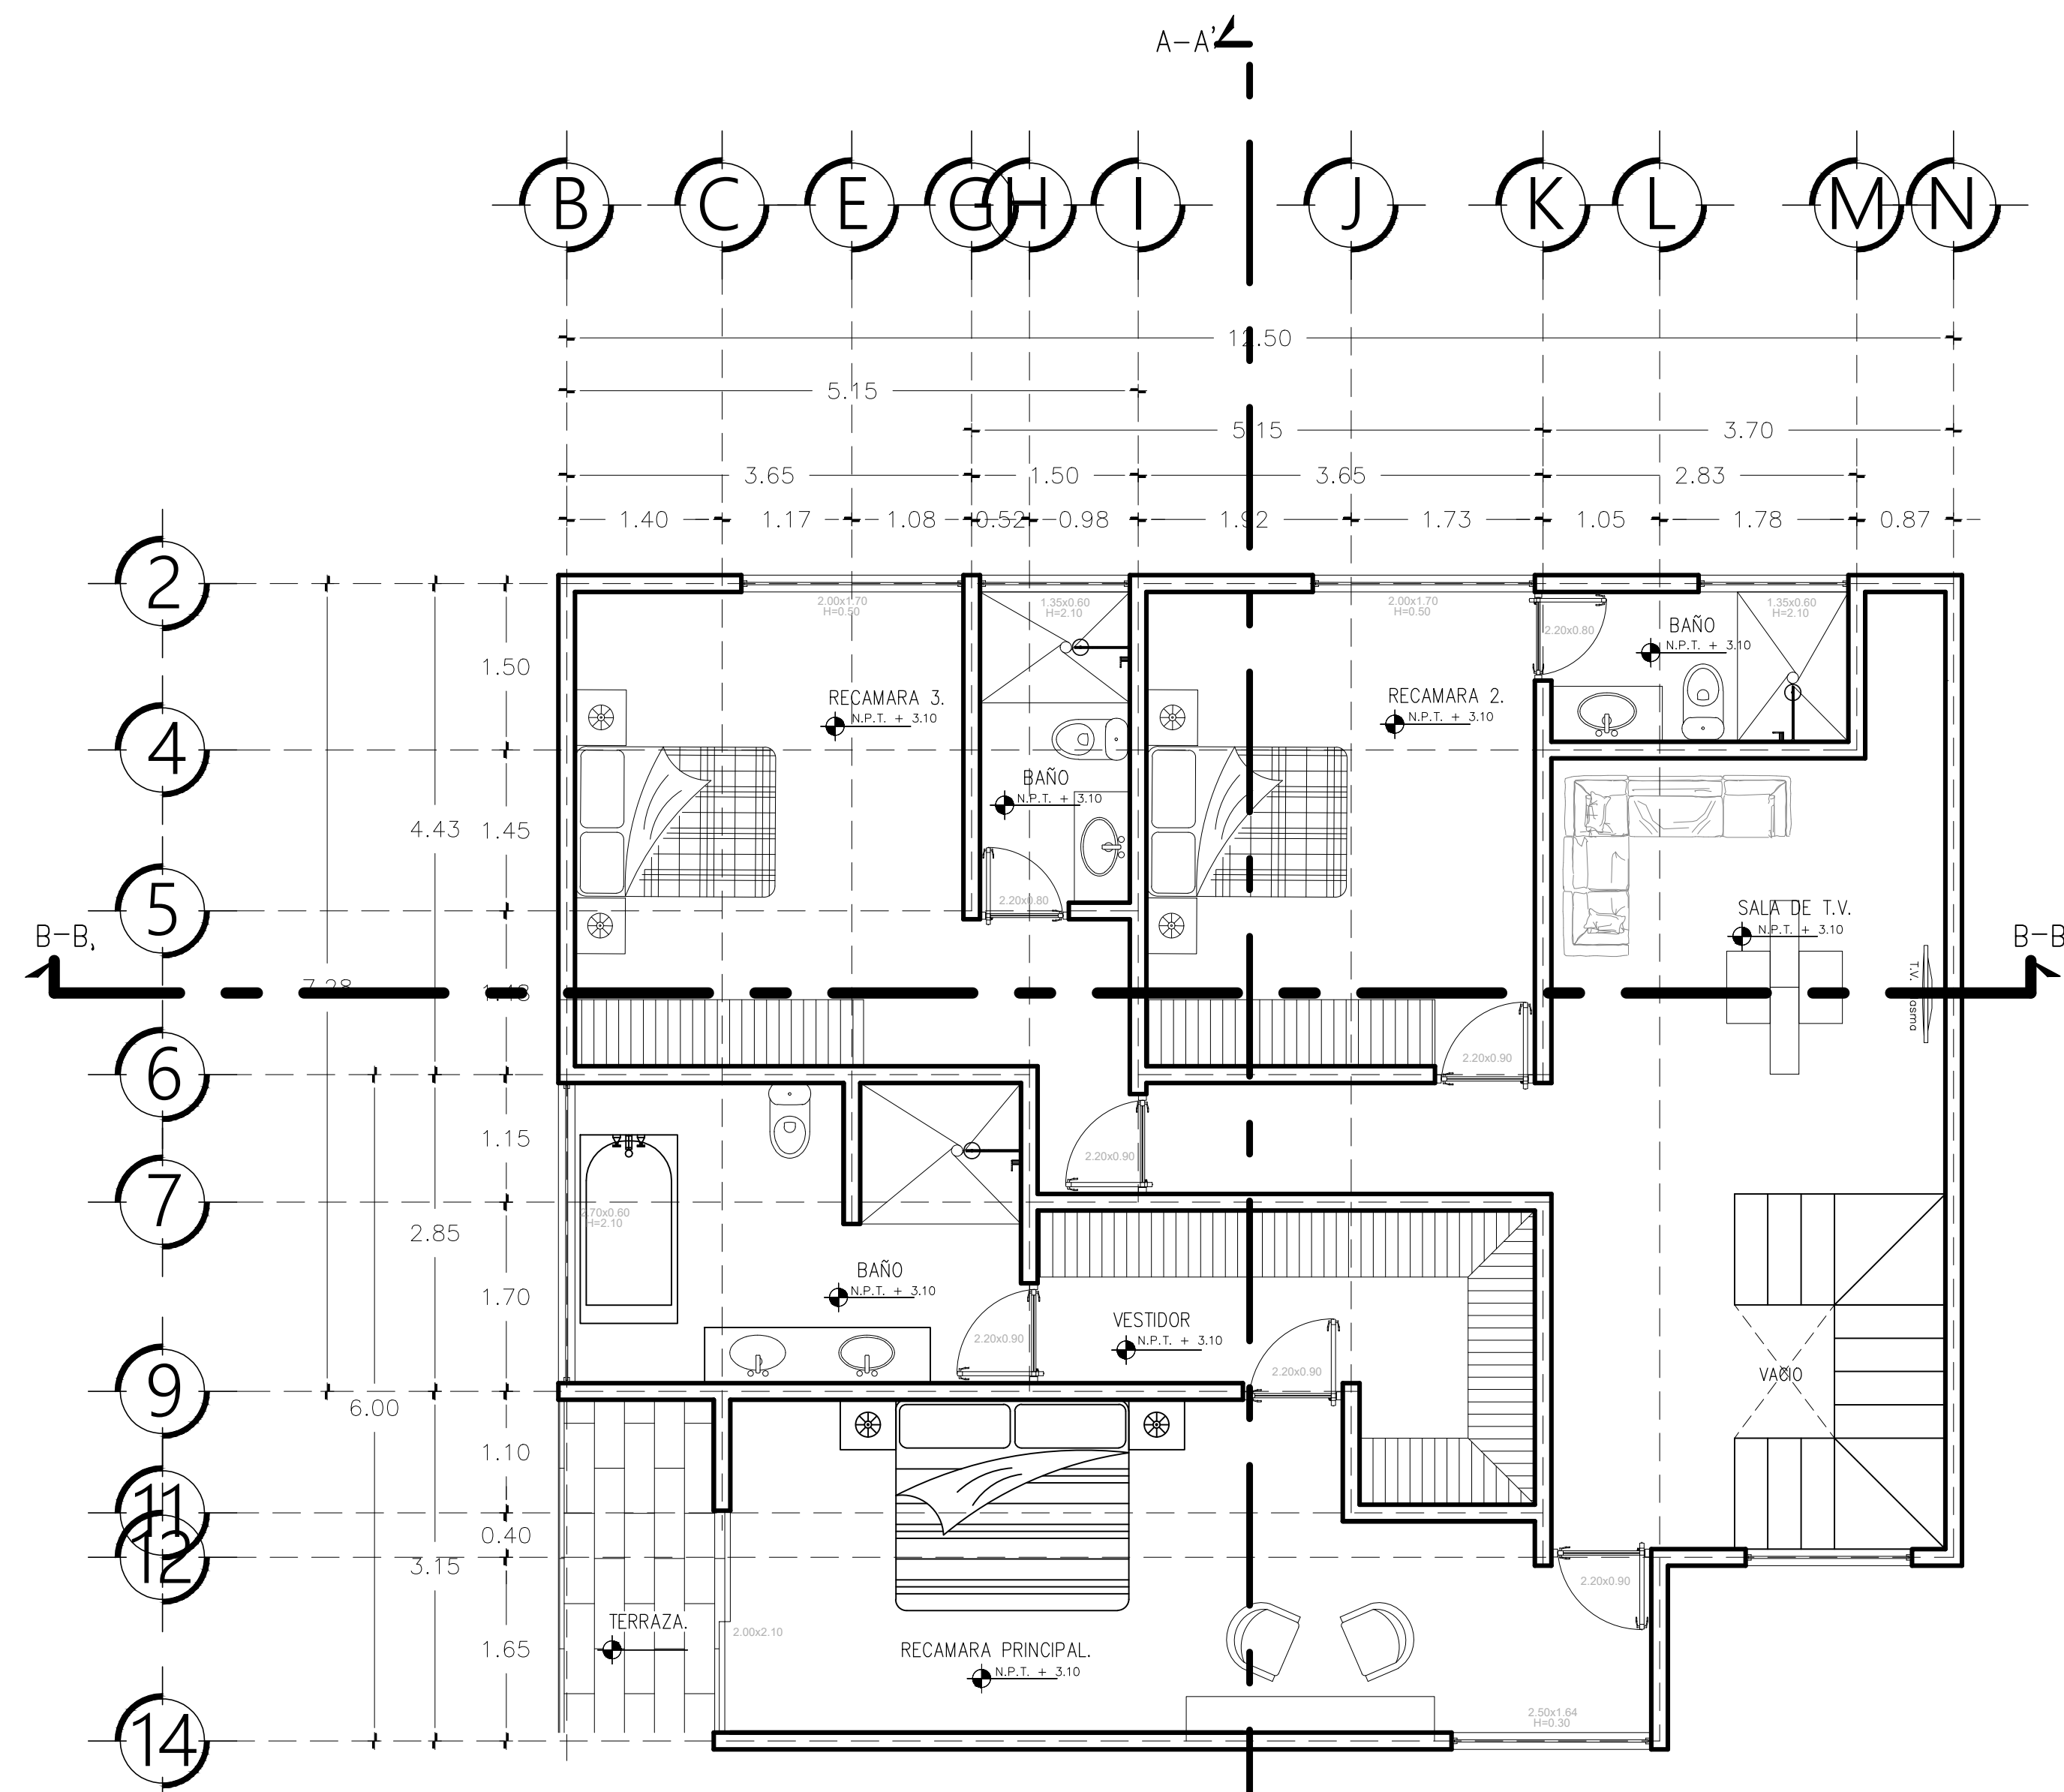 A-A'
B C E G H I J K L M N
12.50
5.15
5.15 3.70
3.65 1.50 3.65 2.83
1.40 1.17 1.08 0.52 0.98 1.92 1.73 1.05 1.78 0.87
2
4
5
6
7
9
11
12
14
1.50
4.43 1.45
7.28 1.48
1.15
2.85
1.70
6.00
1.10
0.40
3.15
1.65
2.00x1.70
H=0.50
1.35x0.60
H=2.10
2.00x1.70
H=0.50
2.20x0.80
BAÑO
N.P.T. + 3.10
1.35x0.60
H=2.10
RECAMARA 3.
N.P.T. + 3.10
BAÑO
N.P.T. + 3.10
2.20x0.80
RECAMARA 2.
N.P.T. + 3.10
SALA DE T.V.
N.P.T. + 3.10
B-B,
B-B
T.V.
2.20x0.90
2.20x0.90
2.70x0.60
H=2.10
BAÑO
N.P.T. + 3.10
2.20x0.90
VESTIDOR
N.P.T. + 3.10
2.20x0.90
VACIO
2.20x0.90
TERRAZA.
2.00x2.10
RECAMARA PRINCIPAL.
N.P.T. + 3.10
2.50x1.64
H=0.30